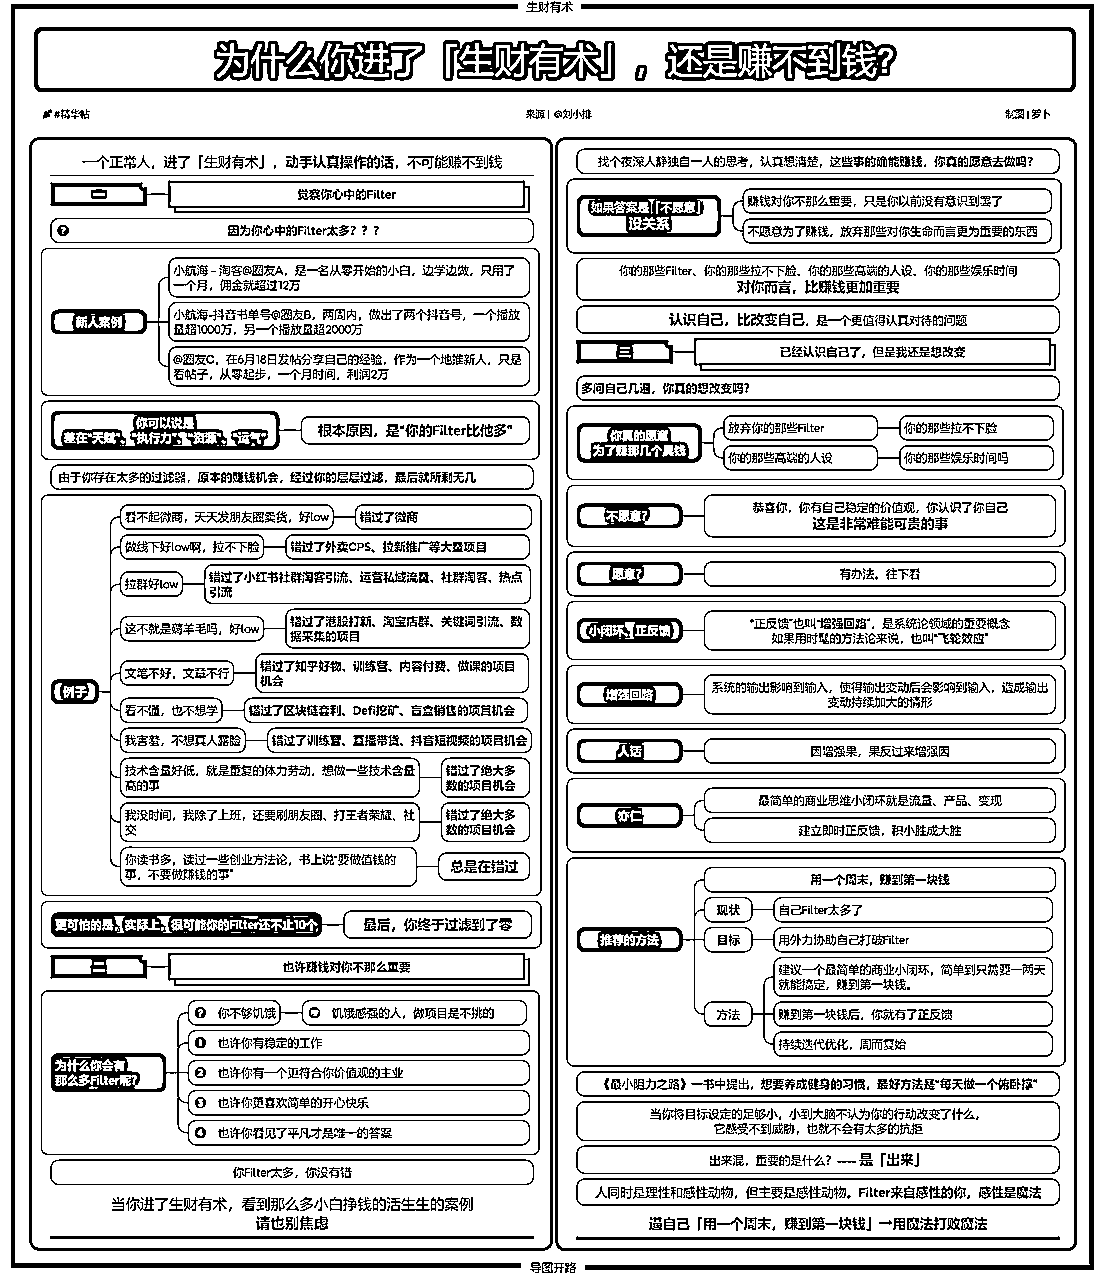 生财有术
为什么你进了「生财有术」，还是赚不到钱？
#精华帖
来源 | @刘小排
制图 | 萝卜
一个正常人，进了「生财有术」，动手认真操作的话，不可能赚不到钱
一
觉察你心中的Filter
因为你心中的Filter太多？？？
新人案例
小航海 - 淘客@圈友A，是一名从零开始的小白，边学边做，只用了
一个月，佣金就超过12万
小航海-抖音书单号@圈友B，两周内，做出了两个抖音号，一个播放
量超1000万，另一个播放量超2000万
@圈友C，在6月18日发帖分享自己的经验，作为一个地推新人，只是
看帖子，从零起步，一个月时间，利润2万
你可以说是
差在“天赋”，“执行力”，“资源”，“运气”
根本原因，是“你的Filter比他多”
由于你存在太多的过滤器，原本的赚钱机会，经过你的层层过滤，最后就所剩无几
例子
看不起微商，天天发朋友圈卖货，好low
错过了微商
做线下好low啊，拉不下脸
错过了外卖CPS、拉新推广等大量项目
拉群好low
错过了小红书社群淘客引流、运营私域流量、社群淘客、热点
引流
这不就是薅羊毛吗，好low
错过了港股打新、淘宝店群、关键词引流、数
据采集的项目
文笔不好，文章不行
错过了知乎好物、训练营、内容付费、做课的项目
机会
看不懂，也不想学
错过了区块链套利、Defi挖矿、盲盒销售的项目机会
我害羞，不想真人露脸
错过了训练营、直播带货、抖音短视频的项目机会
技术含量好低，就是重复的体力劳动，想做一些技术含量
高的事
错过了绝大多
数的项目机会
我没时间，我除了上班，还要刷朋友圈、打王者荣耀、社
交
错过了绝大多
数的项目机会
你读书多，读过一些创业方法论，书上说“要做值钱的
事，不要做赚钱的事”
总是在错过
更可怕的是，实际上，很可能你的Filter还不止10个
最后，你终于过滤到了零
二
也许赚钱对你不那么重要
为什么你会有
那么多Filter呢？
你不够饥饿
饥饿感强的人，做项目是不挑的
1 也许你有稳定的工作
2 也许你有一个更符合你价值观的主业
3 也许你更喜欢简单的开心快乐
4 也许你看见了平凡才是唯一的答案
你Filter太多，你没有错
当你进了生财有术，看到那么多小白挣钱的活生生的案例
请也别焦虑
找个夜深人静独自一人的思考，认真想清楚，这些事的确能赚钱，你真的愿意去做吗？
如果答案是「不愿意」
没关系
赚钱对你不那么重要，只是你以前没有意识到罢了
不愿意为了赚钱，放弃那些对你生命而言更为重要的东西
你的那些Filter、你的那些拉不下脸、你的那些高端的人设、你的那些娱乐时间
对你而言，比赚钱更加重要
认识自己，比改变自己，是一个更值得认真对待的问题
三
已经认识自己了，但是我还是想改变
多问自己几遍，你真的想改变吗？
你真的愿意
为了赚那几个臭钱
放弃你的那些Filter
你的那些拉不下脸
你的那些高端的人设
你的那些娱乐时间吗
不愿意？
恭喜你，你有自己稳定的价值观，你认识了你自己
这是非常难能可贵的事
愿意？
有办法，往下看
小闭环、正反馈
“正反馈”也叫“增强回路”，是系统论领域的重要概念
如果用时髦的方法论来说，也叫“飞轮效应”
增强回路
系统的输出影响到输入，使得输出变动后会影响到输入，造成输出
变动持续加大的情形
人话
因增强果，果反过来增强因
亦仁
最简单的商业思维小闭环就是流量、产品、变现
建立即时正反馈，积小胜成大胜
推荐的方法
用一个周末，赚到第一块钱
现状
自己Filter太多了
目标
用外力协助自己打破Filter
方法
建议一个最简单的商业小闭环，简单到只需要一两天
就能搞定，赚到第一块钱。
赚到第一块钱后，你就有了正反馈
持续迭代优化，周而复始
《最小阻力之路》一书中提出，想要养成健身的习惯，最好方法是“每天做一个俯卧撑”
当你将目标设定的足够小，小到大脑不认为你的行动改变了什么，
它感受不到威胁，也就不会有太多的抗拒
出来混，重要的是什么？ —— 是「出来」
人同时是理性和感性动物，但主要是感性动物。Filter来自感性的你，感性是魔法
逼自己「用一个周末，赚到第一块钱」→用魔法打败魔法
导图开路